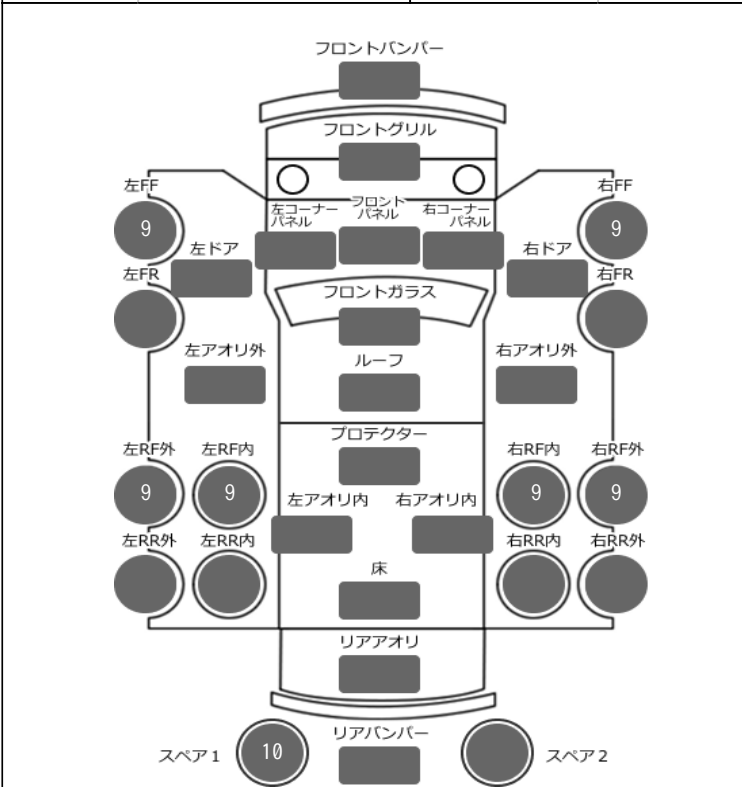 フロントバンパー
フロントグリル
左FF
右FF
9
9
左コーナー
パネル
フロント
パネル
右コーナー
パネル
左ドア
右ドア
左FR
右FR
フロントガラス
左アオリ外
ルーフ
右アオリ外
プロテクター
左RF外
左RF内
右RF内
右RF外
9
9
9
9
左アオリ内
右アオリ内
左RR外
左RR内
右RR内
右RR外
床
リアアオリ
リアバンパー
スペア1
10
スペア2